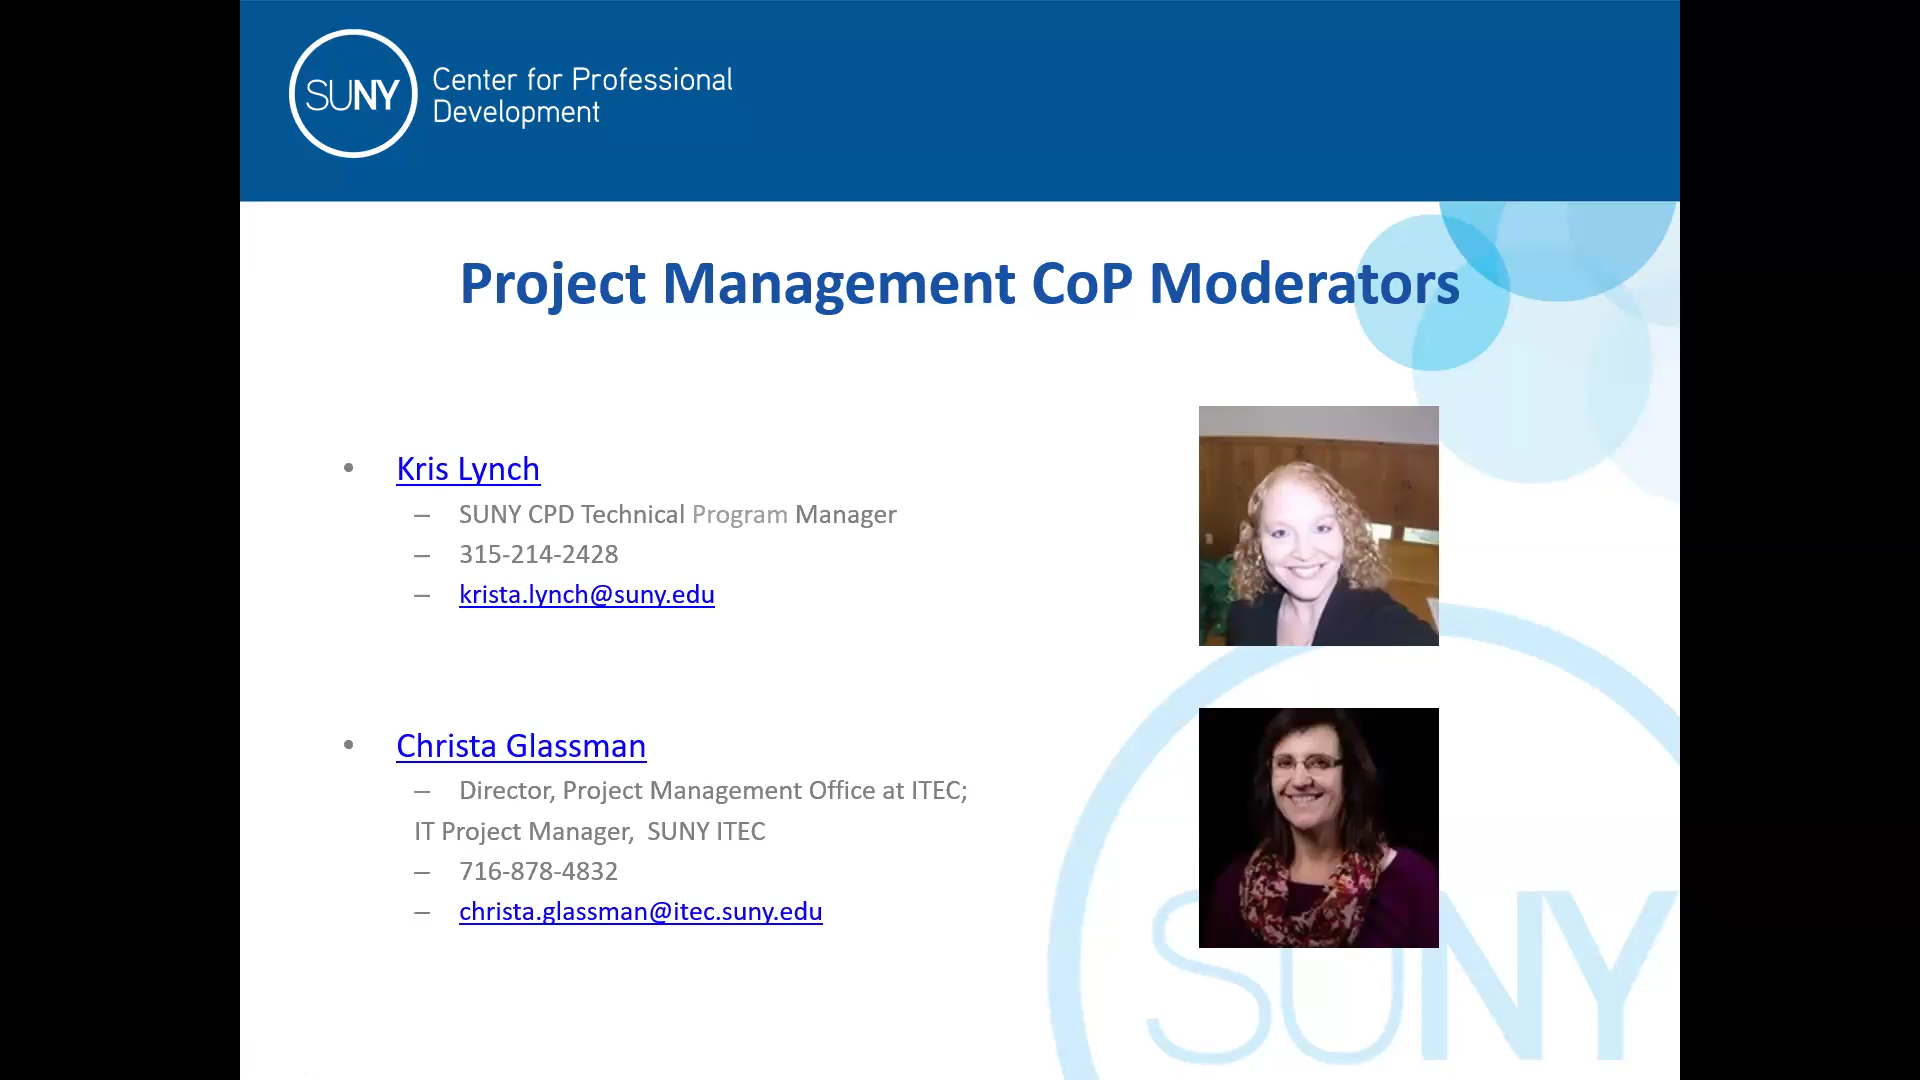 SUNY
Center for Professional
Development
Project Management CoP Moderators
• Kris Lynch
– SUNY CPD Technical Program Manager
– 315-214-2428
– krista.lynch@suny.edu
• Christa Glassman
– Director, Project Management Office at ITEC;
IT Project Manager, SUNY ITEC
– 716-878-4832
– christa.glassman@itec.suny.edu
SUNY